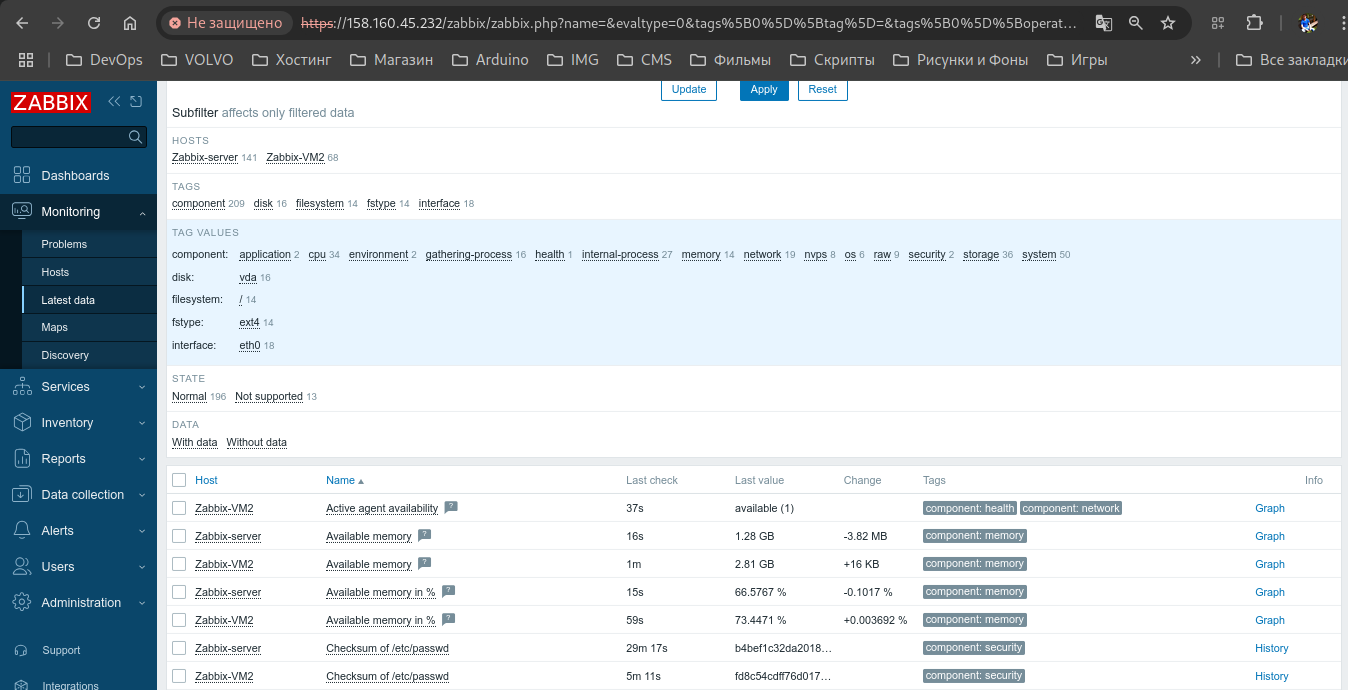 Не защищено https://158.160.45.232/zabbix/zabbix.php?name=&evaltype=0&tags%5B0%5D%5Btag%5D=&tags%5B0%5D%5Boperat...
DevOps VOLVO Хостинг Магазин Arduino IMG CMS Фильмы Скрипты Рисунки и Фоны Игры » Все закладки
ZABBIX
Dashboards
Monitoring
Problems
Hosts
Latest data
Maps
Discovery
Services
Inventory
Reports
Data collection
Alerts
Users
Administration
Support
Integrations
Update Apply Reset
Subfilter affects only filtered data
HOSTS
Zabbix-server 141 Zabbix-VM2 68
TAGS
component 209 disk 16 filesystem 14 fstype 14 interface 18
TAG VALUES
component: application 2 cpu 34 environment 2 gathering-process 16 health 1 internal-process 27 memory 14 network 19 nvps 8 os 6 raw 9 security 2 storage 36 system 50
disk: vda 16
filesystem: / 14
fstype: ext4 14
interface: eth0 18
STATE
Normal 196 Not supported 13
DATA
With data Without data
Host Name ▲ Last check Last value Change Tags Info
Zabbix-VM2 Active agent availability ? 37s available (1) component: health component: network Graph
Zabbix-server Available memory ? 16s 1.28 GB -3.82 MB component: memory Graph
Zabbix-VM2 Available memory ? 1m 2.81 GB +16 KB component: memory Graph
Zabbix-server Available memory in % ? 15s 66.5767 % -0.1017 % component: memory Graph
Zabbix-VM2 Available memory in % ? 59s 73.4471 % +0.003692 % component: memory Graph
Zabbix-server Checksum of /etc/passwd 29m 17s b4bef1c32da2018... component: security History
Zabbix-VM2 Checksum of /etc/passwd 5m 11s fd8c54cdff76d017... component: security History